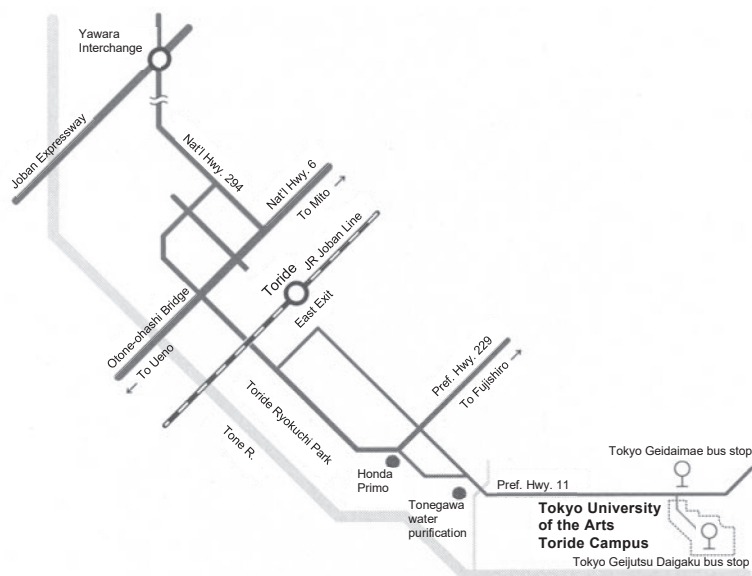 Yawara
Interchange
Joban Expressway
Nat'l Hwy. 294
Nat'l Hwy. 6
To Mito →
JR Joban Line
Toride
East Exit
Otone-ohashi Bridge
← To Ueno
Pref. Hwy. 229
To Fujishiro →
Toride Ryokuchi Park
Tone R.
Honda
Primo
Tonegawa
water
purification
Pref. Hwy. 11
Tokyo Geidaimae bus stop
Tokyo University
of the Arts
Toride Campus
Tokyo Geijutsu Daigaku bus stop